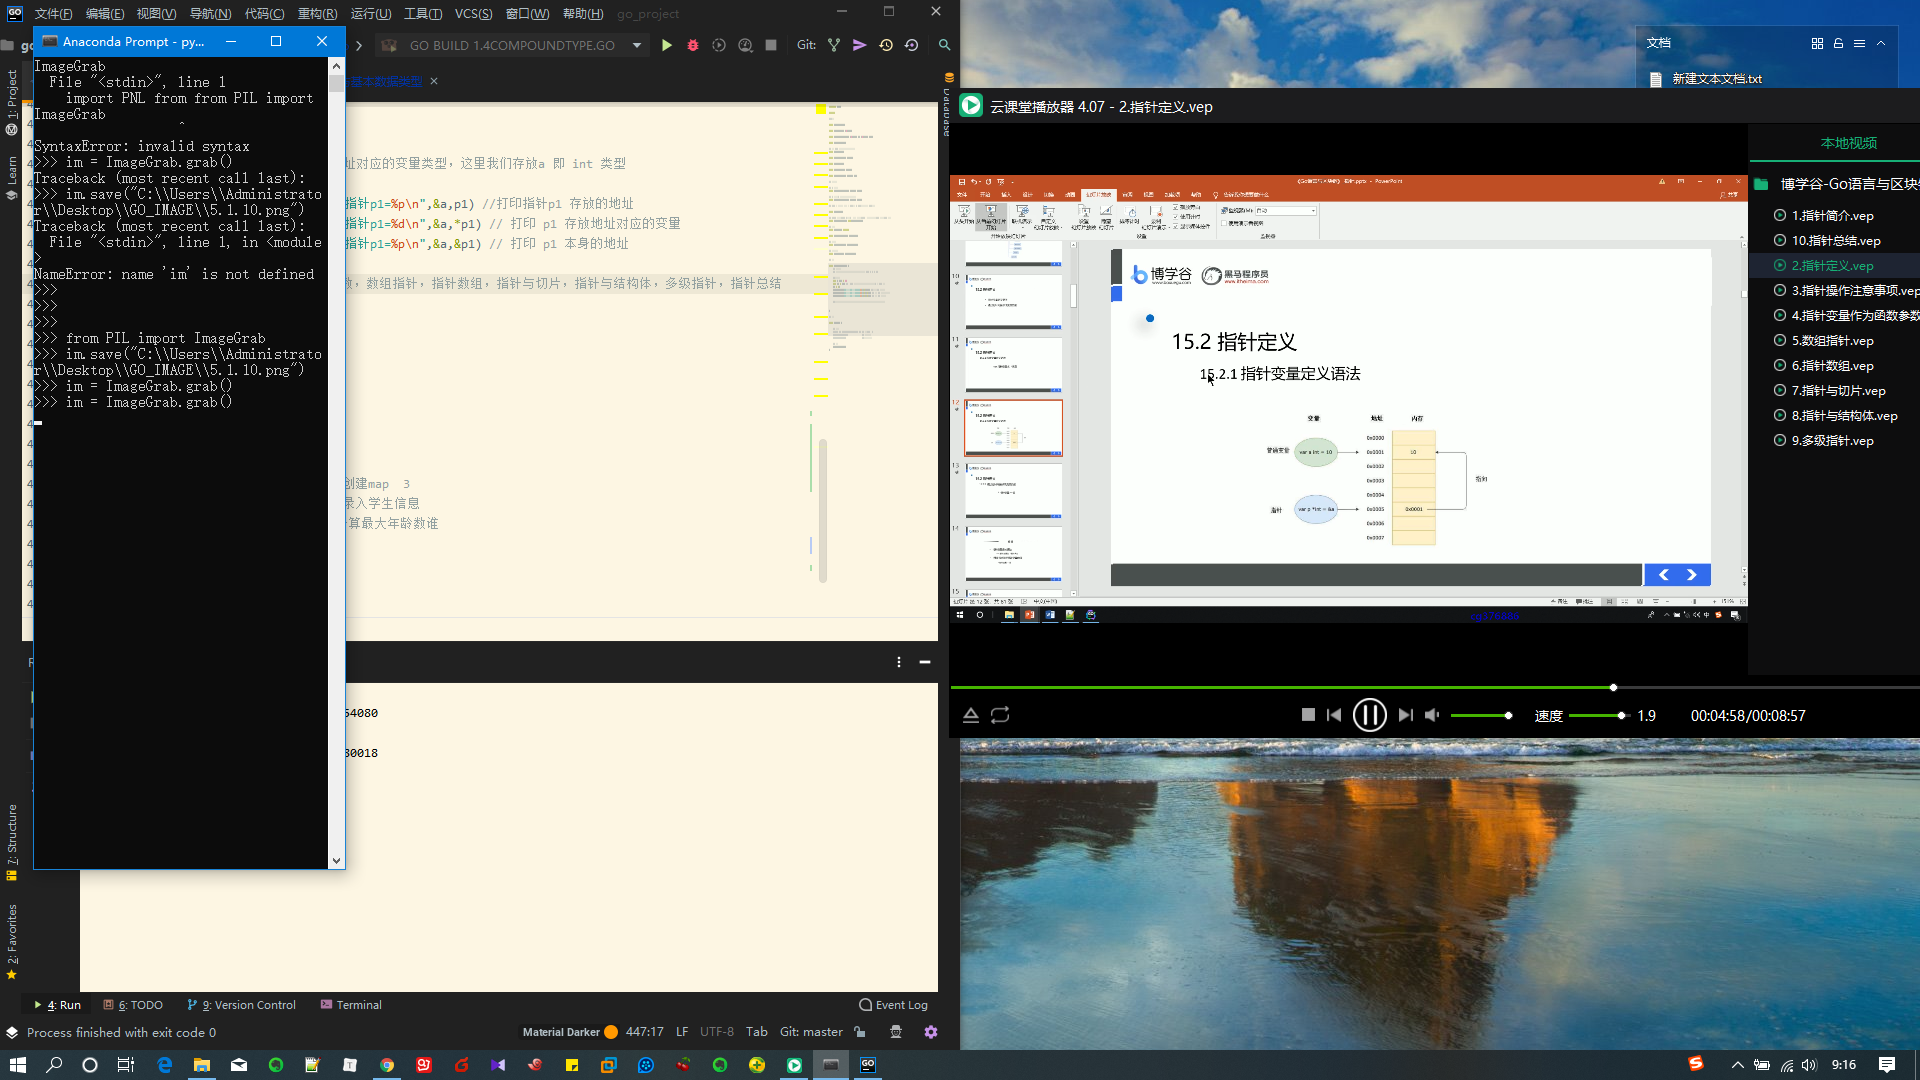 文件(F) 编辑(E) 视图(V) 导航(N) 代码(C) 重构(R) 运行(U) 工具(T) VCS(S) 窗口(W) 帮助(H) go_project
Anaconda Prompt - py...
GO BUILD 1.4COMPOUNDTYPE.GO
Git:
基本数据类型
1: Project
Learn
Database
ImageGrab
File "<stdin>", line 1
import PNL from from PIL import
ImageGrab
^
SyntaxError: invalid syntax
>>> im = ImageGrab.grab()
Traceback (most recent call last):
>>> im.save("C:\\Users\\Administrato
r\\Desktop\\GO_IMAGE\\5.1.10.png")
Traceback (most recent call last):
File "<stdin>", line 1, in <module
>
NameError: name 'im' is not defined
>>>
>>>
>>>
>>> from PIL import ImageGrab
>>> im.save("C:\\Users\\Administrato
r\\Desktop\\GO_IMAGE\\5.1.10.png")
>>> im = ImageGrab.grab()
>>> im = ImageGrab.grab()
址对应的变量类型，这里我们存放a 即 int 类型
指针p1=%p\n",&a,p1) //打印指针p1 存放的地址
指针p1=%d\n",&a,*p1) // 打印 p1 存放地址对应的变量
指针p1=%p\n",&a,&p1) // 打印 p1 本身的地址
数，数组指针，指针数组，指针与切片，指针与结构体，多级指针，指针总结
创建map 3
录入学生信息
算最大年龄数谁
54080
30018
7: Structure
2: Favorites
4: Run 6: TODO 9: Version Control Terminal Event Log
Process finished with exit code 0
Material Darker 447:17 LF UTF-8 Tab Git: master
文档
新建文本文档.txt
云课堂播放器 4.07 - 2.指针定义.vep
本地视频
博学谷-Go语言与区块
1.指针简介.vep
10.指针总结.vep
2.指针定义.vep
3.指针操作注意事项.vep
4.指针变量作为函数参数
5.数组指针.vep
6.指针数组.vep
7.指针与切片.vep
8.指针与结构体.vep
9.多级指针.vep
博学谷
黑马程序员
www.itheima.com
15.2 指针定义
15.2.1 指针变量定义语法
变量 地址 内存
普通变量 var a int = 10
指针 var p *int = &a
0x0000
0x0001 10
0x0002
0x0003
0x0004
0x0005 0x0001
0x0006
0x0007
指向
10
11
12
13
14
15
速度 1.9 00:04:58/00:08:57
9:16